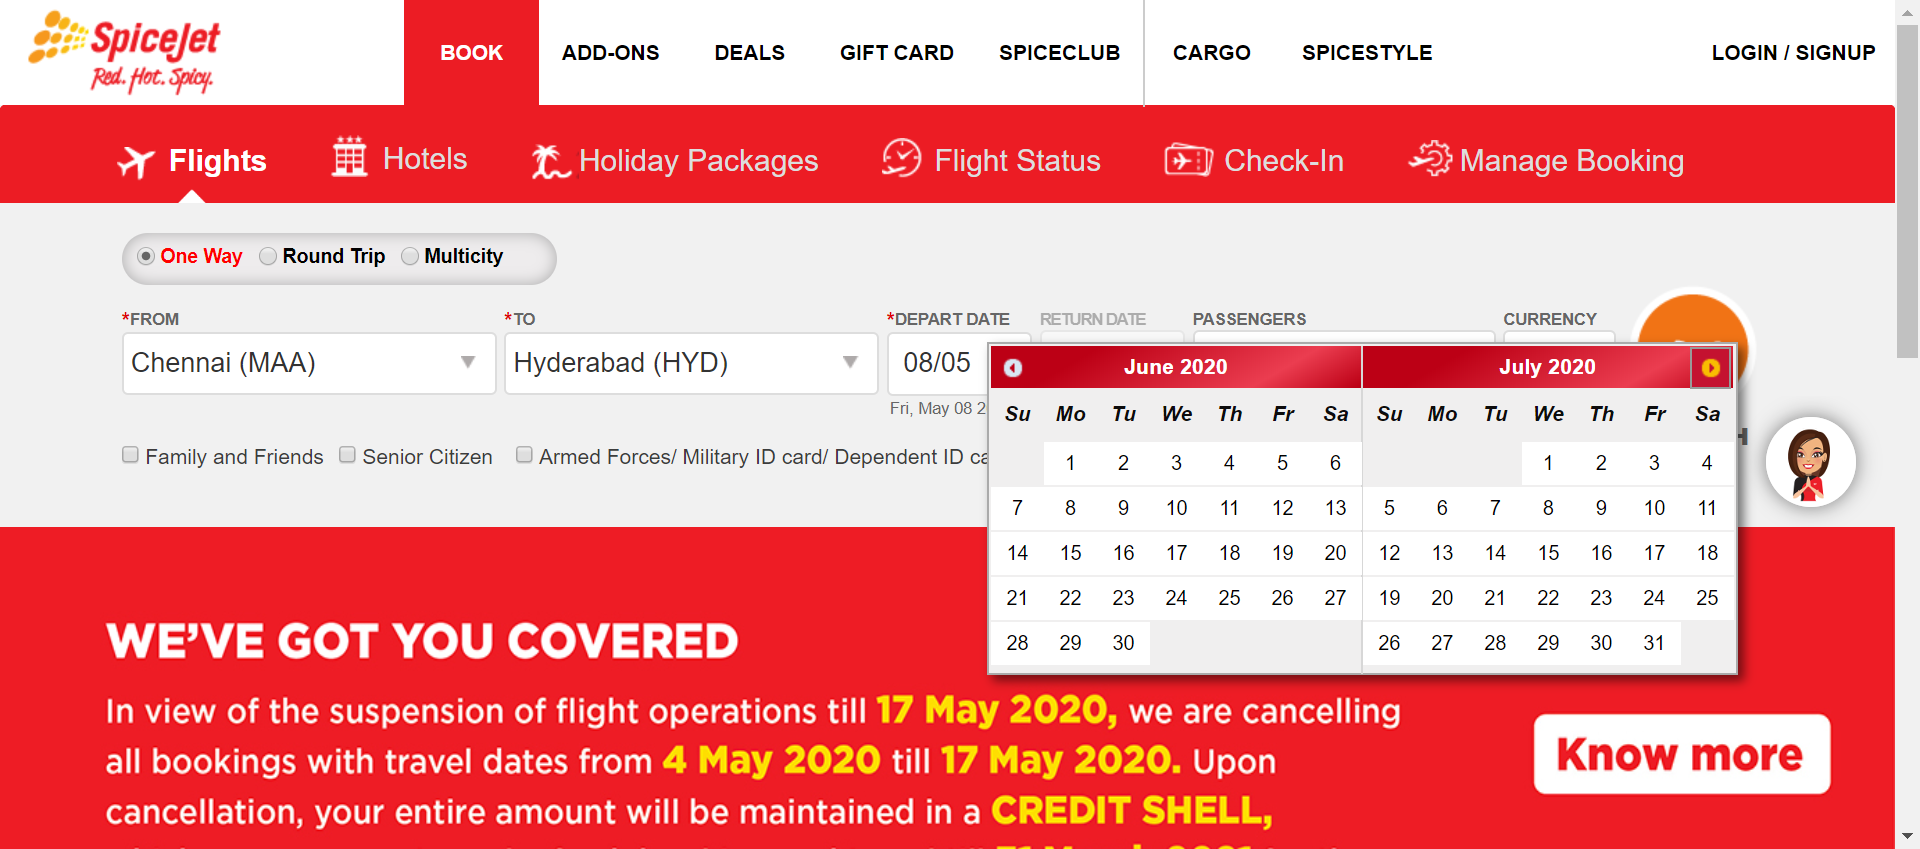 SpiceJet
Red. Hot. Spicy.
BOOK ADD-ONS DEALS GIFT CARD SPICECLUB CARGO SPICESTYLE LOGIN / SIGNUP
Flights Hotels Holiday Packages Flight Status Check-In Manage Booking
One Way Round Trip Multicity
*FROM *TO *DEPART DATE RETURN DATE PASSENGERS CURRENCY
Chennai (MAA) Hyderabad (HYD) 08/05
Fri, May 08 2
Family and Friends Senior Citizen Armed Forces/ Military ID card/ Dependent ID ca
June 2020 July 2020
Su Mo Tu We Th Fr Sa Su Mo Tu We Th Fr Sa
1 2 3 4 5 6 1 2 3 4
7 8 9 10 11 12 13 5 6 7 8 9 10 11
14 15 16 17 18 19 20 12 13 14 15 16 17 18
21 22 23 24 25 26 27 19 20 21 22 23 24 25
28 29 30 26 27 28 29 30 31
WE'VE GOT YOU COVERED
In view of the suspension of flight operations till 17 May 2020, we are cancelling
all bookings with travel dates from 4 May 2020 till 17 May 2020. Upon
cancellation, your entire amount will be maintained in a CREDIT SHELL,
Know more